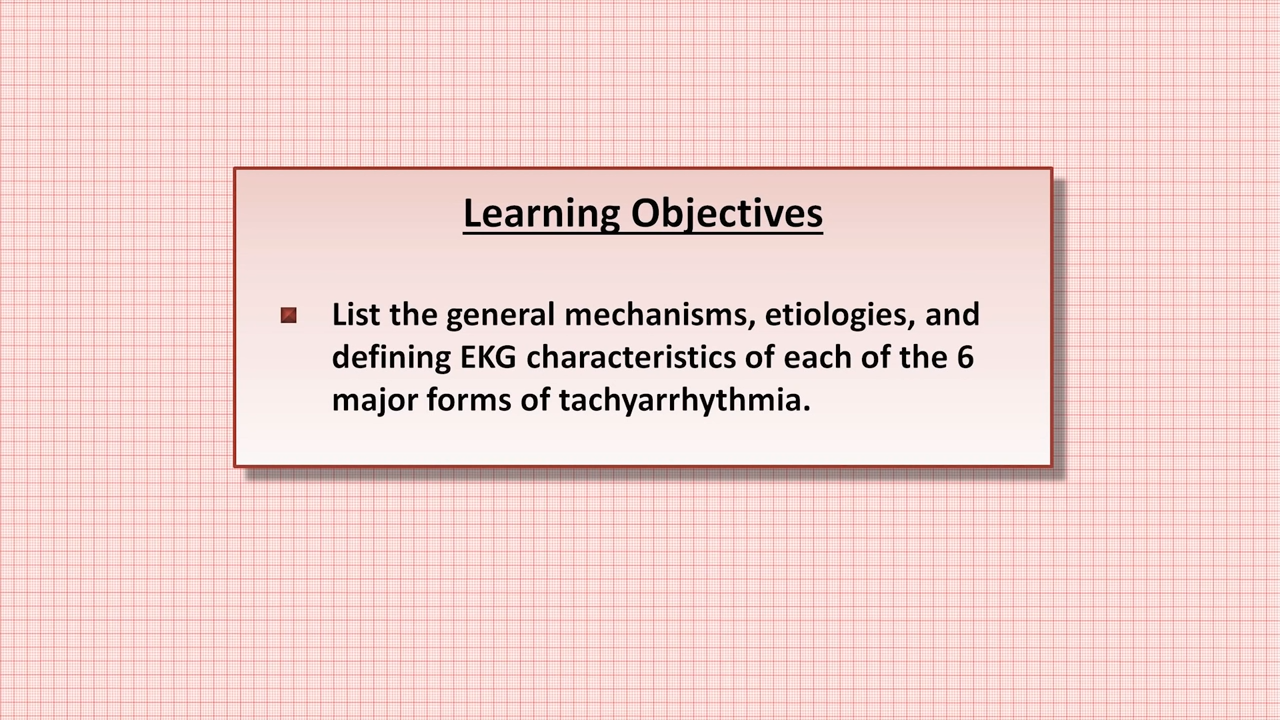 Learning Objectives
List the general mechanisms, etiologies, and
defining EKG characteristics of each of the 6
major forms of tachyarrhythmia.